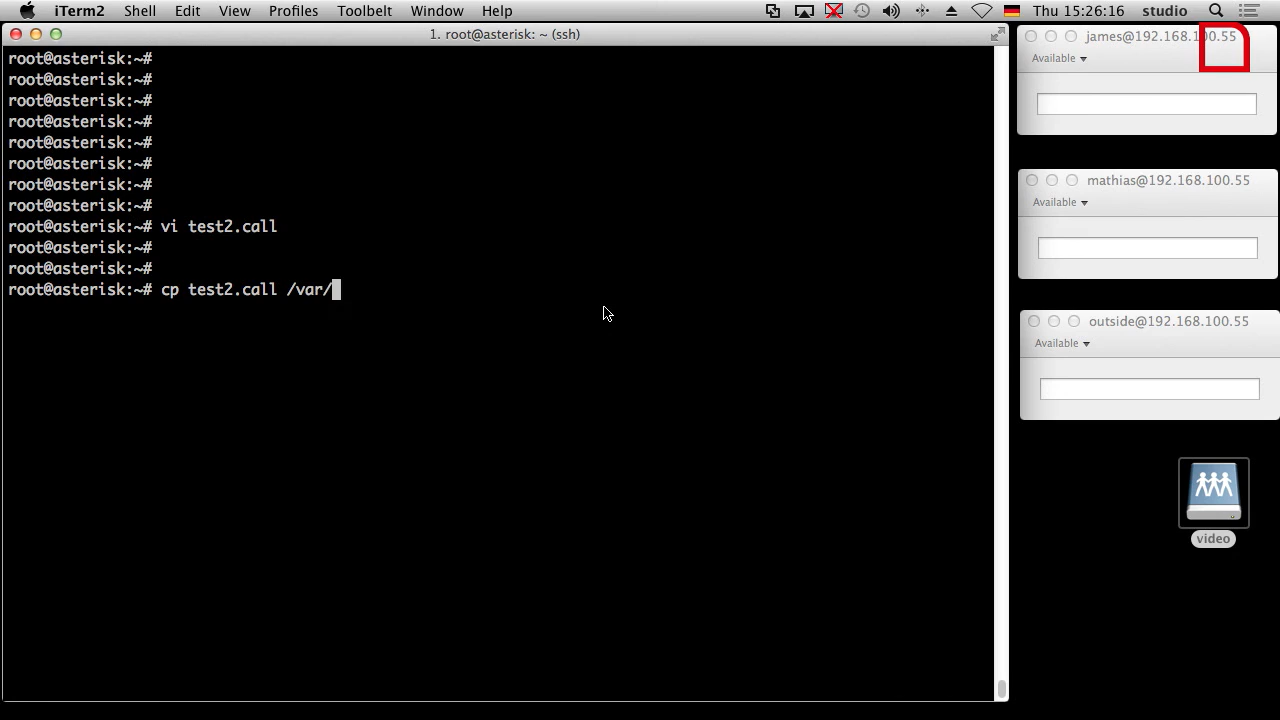 iTerm2 Shell Edit View Profiles Toolbelt Window Help Thu 15:26:16 studio
1. root@asterisk: ~ (ssh)
root@asterisk:~#
root@asterisk:~#
root@asterisk:~#
root@asterisk:~#
root@asterisk:~#
root@asterisk:~#
root@asterisk:~#
root@asterisk:~#
root@asterisk:~# vi test2.call
root@asterisk:~#
root@asterisk:~#
root@asterisk:~# cp test2.call /var/
james@192.168.100.55
Available
mathias@192.168.100.55
Available
outside@192.168.100.55
Available
video